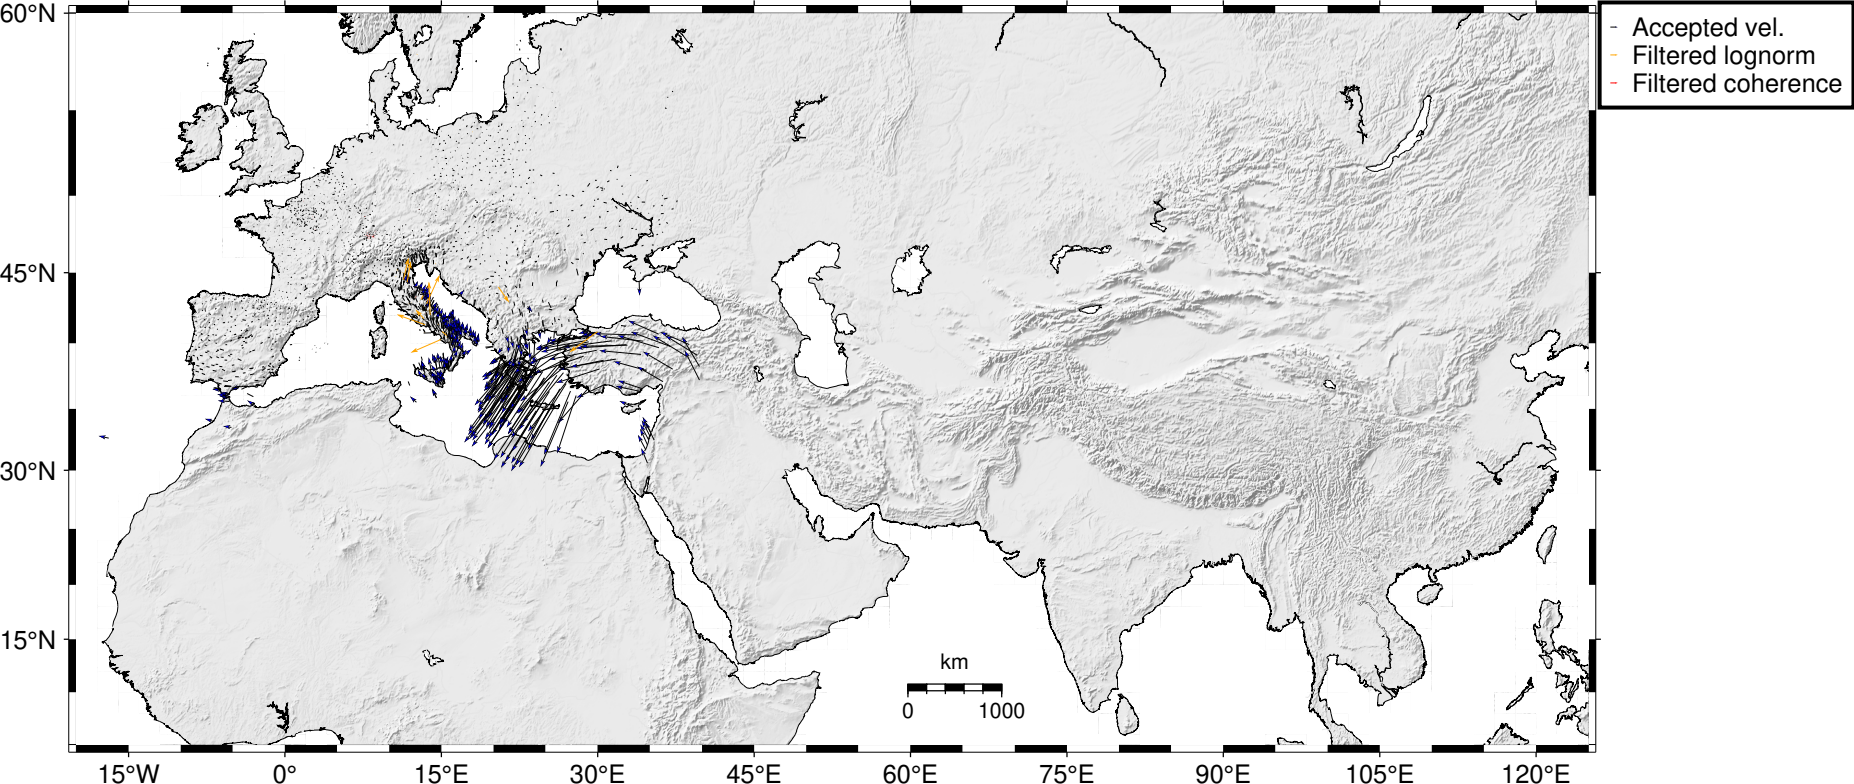 60°N
45°N
30°N
15°N
15°W
0°
15°E
30°E
45°E
60°E
75°E
90°E
105°E
120°E
km
0
1000
Accepted vel.
Filtered lognorm
Filtered coherence